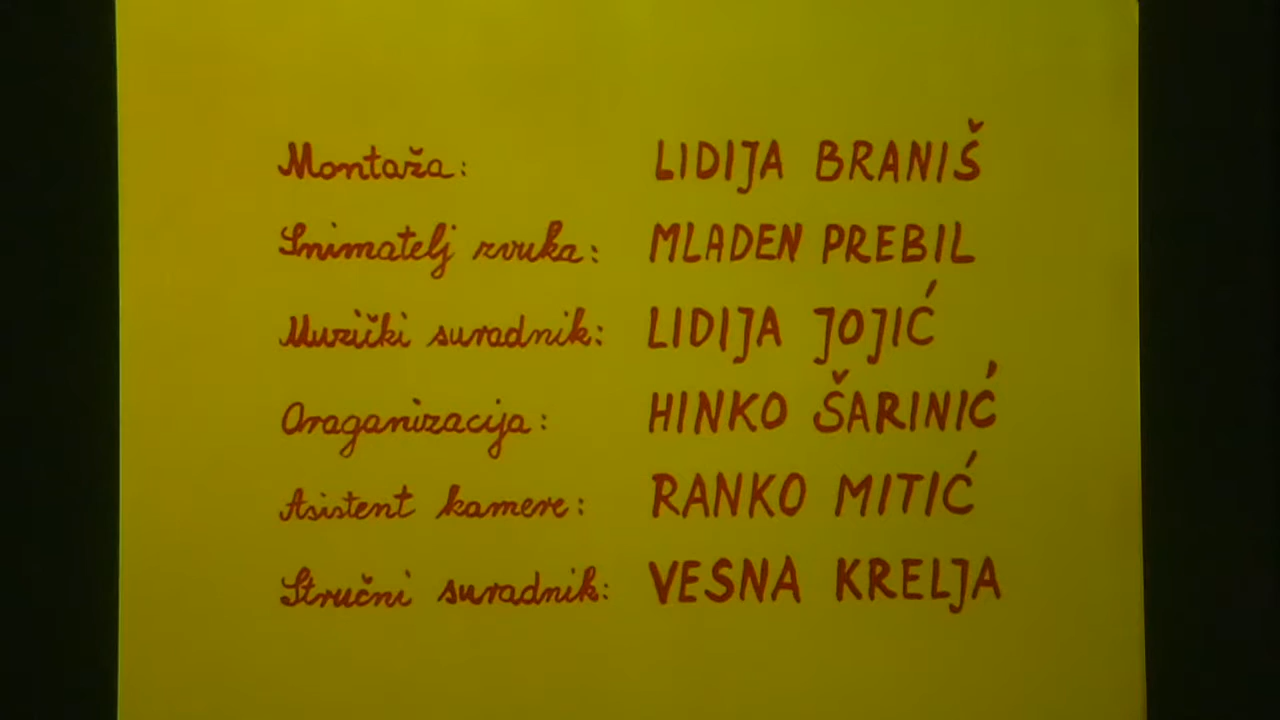 Montaža: LIDIJA BRANIŠ
Snimatelj zvuka: MLADEN PREBIL
Muzički suradnik: LIDIJA JOJIĆ
Oraganizacija: HINKO ŠARINIĆ
Asistent kamere: RANKO MITIĆ
Stručni suradnik: VESNA KRELJA